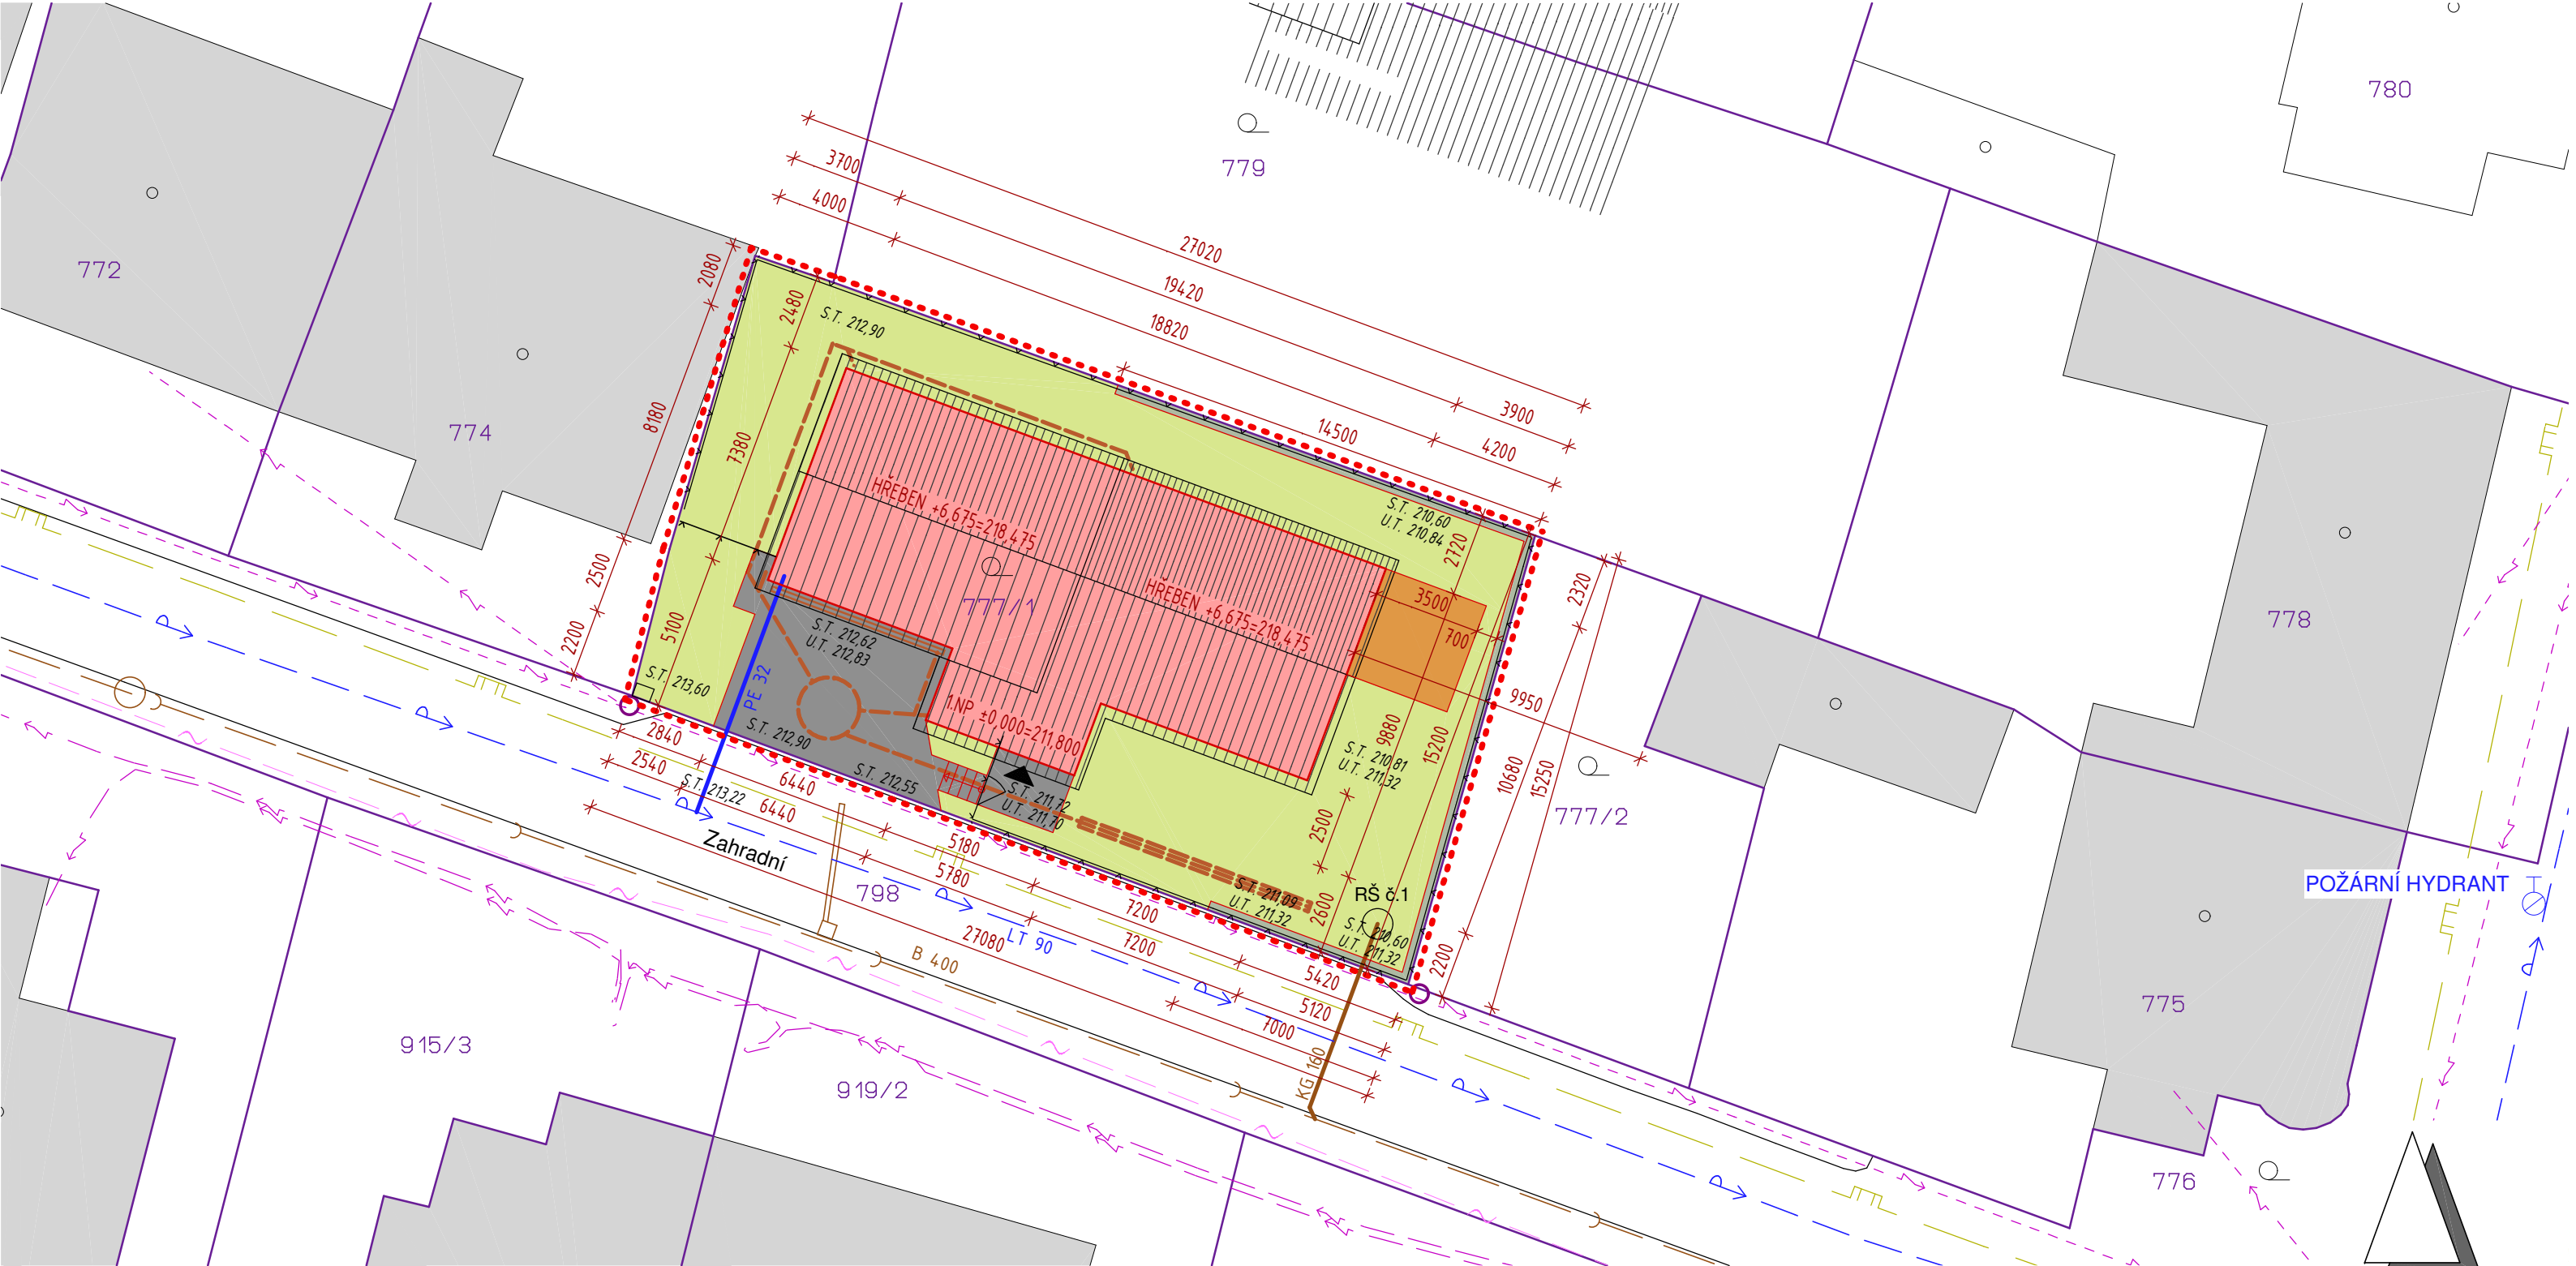 780
779
3700
4000
27020
19420
18820
772
2080
2480
S.T. 212,90
774
8180
7380
14500
3900
4200
HŘEBEN +6,675=218,475
S.T. 210,60
U.T. 210,84
2720
777/1
HŘEBEN +6,675=218,475
3500
700
2320
778
2500
2200
5100
S.T. 212,62
U.T. 212,83
S.T. 213,60
PE 32
1.NP ±0,000=211,800
S.T. 212,90
9950
9880
15200
S.T. 210,81
U.T. 211,32
10680
15250
2840
2540
S.T. 213,22
6440
6440
S.T. 212,55
S.T. 211,72
U.T. 211,70
777/2
2500
Zahradní
798
5180
5780
S.T. 211,09
U.T. 211,32
2600
RŠ č.1
S.T. 210,60
U.T. 211,32
POŽÁRNÍ HYDRANT
7200
7200
27080
LT 90
B 400
2200
5420
5120
7000
KG 160
775
915/3
919/2
776
P
P
P
P
P
P
P